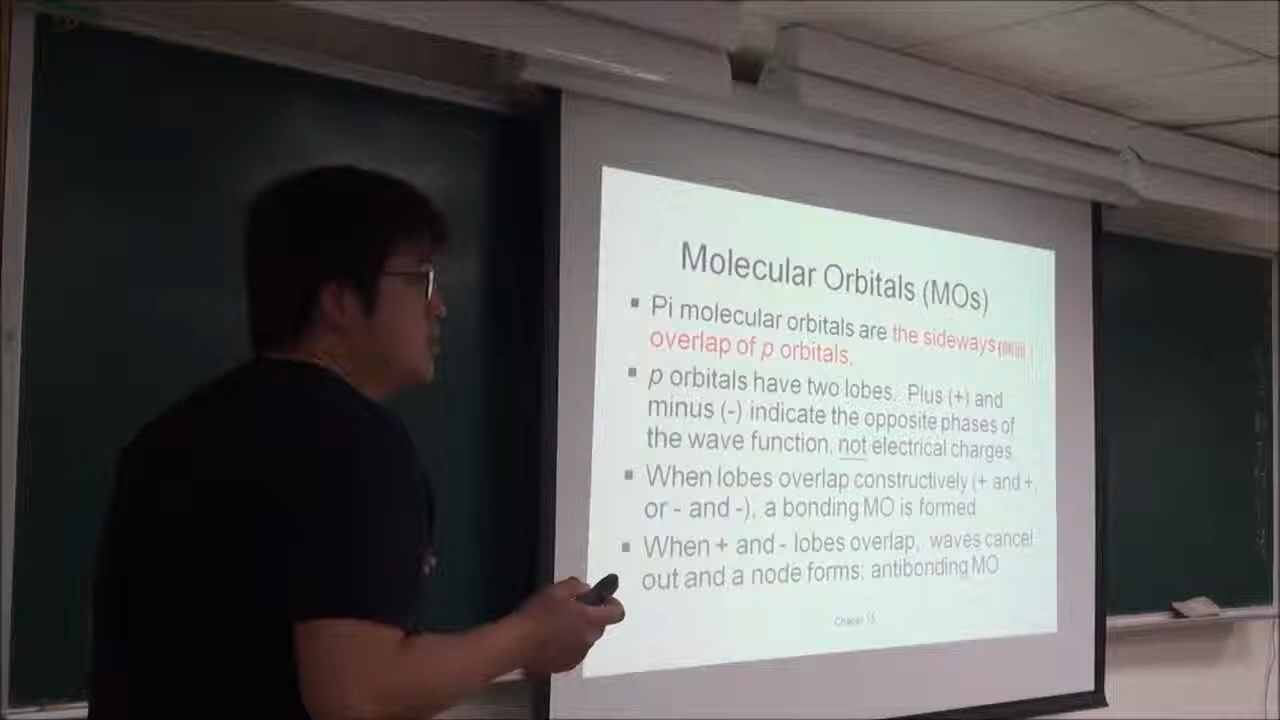 Molecular Orbitals (MOs)
▪ Pi molecular orbitals are the sideways
overlap of p orbitals.
▪ p orbitals have two lobes. Plus (+) and
minus (-) indicate the opposite phases of
the wave function, not electrical charges.
▪ When lobes overlap constructively (+ and +,
or - and -), a bonding MO is formed
▪ When + and - lobes overlap, waves cancel
out and a node forms: antibonding MO
Chapter 15